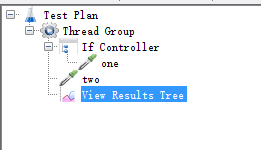 Test Plan
Thread Group
If Controller
one
two
View Results Tree